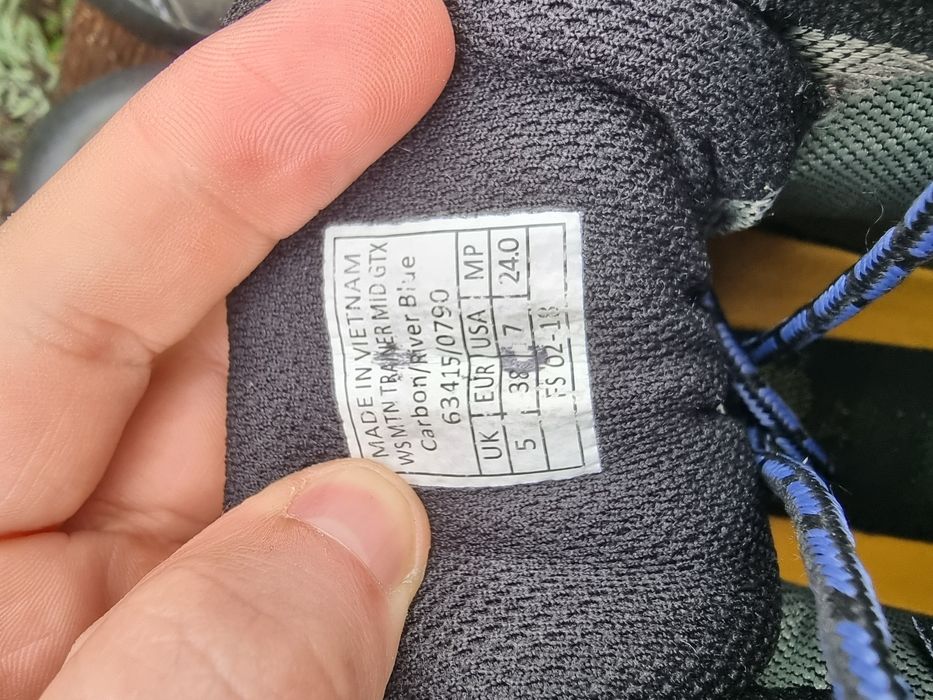 MADE IN VIETNAM
WS MTN TRAINER MID GTX
Carbon/River Blue
63415/0790
UK EUR USA MP
5 38 7 24.0
FS 02-18